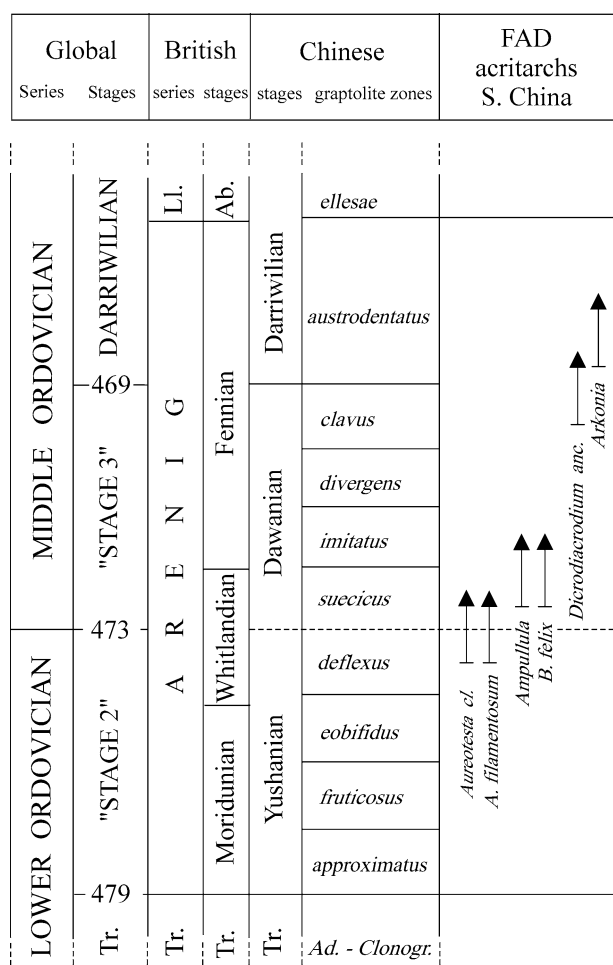 Global
British
Chinese
FAD
acritarchs
S. China
Series
Stages
series
stages
stages
graptolite zones
MIDDLE ORDOVICIAN
LOWER ORDOVICIAN
DARRIWILIAN
469
"STAGE 3"
473
"STAGE 2"
479
Tr.
Ll.
ARENIG
Tr.
Ab.
Fennian
Whitlandian
Moridunian
Tr.
Darriwilian
Dawanian
Yushanian
Tr.
ellesae
austrodentatus
clavus
divergens
imitatus
suecicus
deflexus
eobifidus
fruticosus
approximatus
Ad. - Clonogr.
Aureotesta cl.
A. filamentosum
Ampullula
B. felix
Dicrodiacrodium anc.
Arkonia